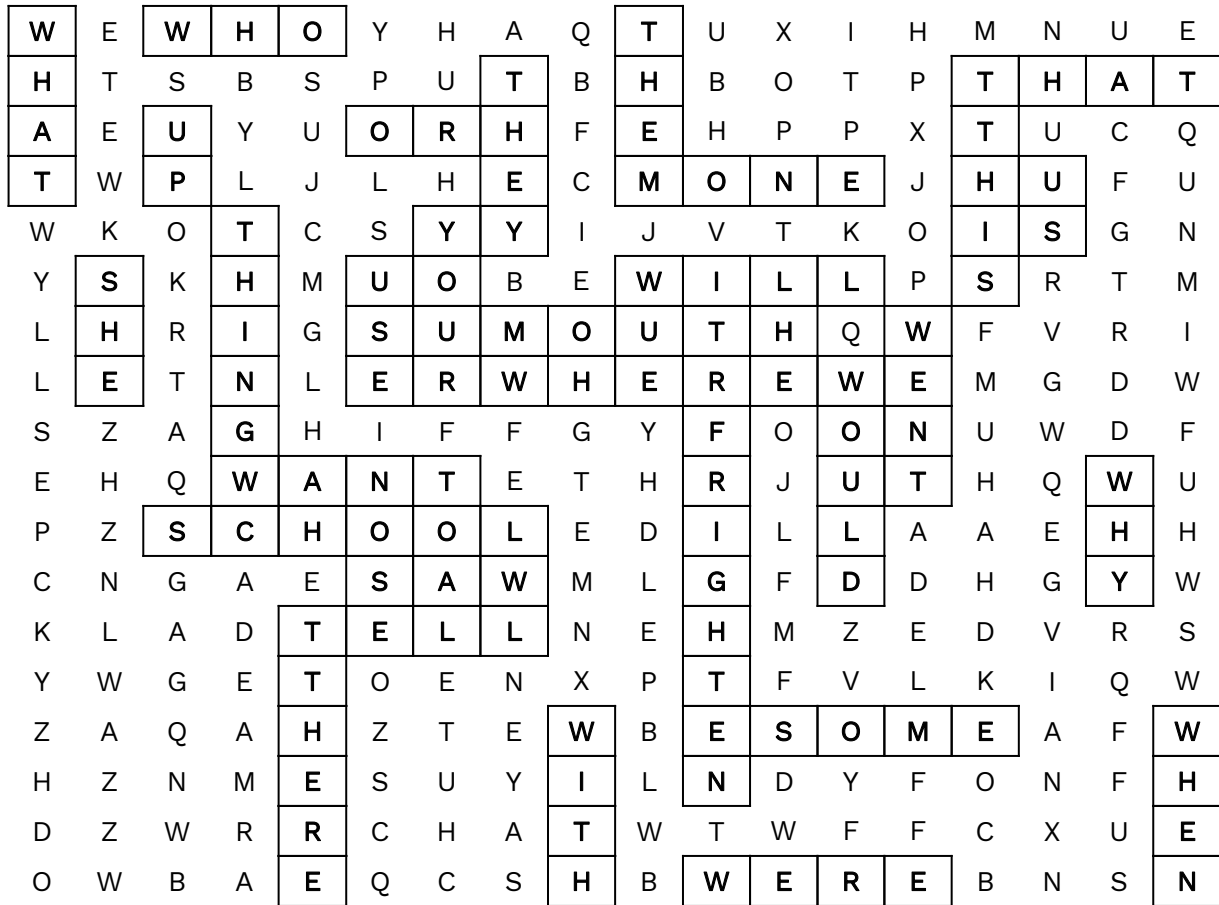 W E W H O Y H A Q T U X I H M N U E
H T S B S P U T B H B O T P T H A T
A E U Y U O R H F E H P P X T U C Q
T W P L J L H E C M O N E J H U F U
W K O T C S Y Y I J V T K O I S G N
Y S K H M U O B E W I L L P S R T M
L H R I G S U M O U T H Q W F V R I
L E T N L E R W H E R E W E M G D W
S Z A G H I F F G Y F O O N U W D F
E H Q W A N T E T H R J U T H Q W U
P Z S C H O O L E D I L L A A E H H
C N G A E S A W M L G F D D H G Y W
K L A D T E L L N E H M Z E D V R S
Y W G E T O E N X P T F V L K I Q W
Z A Q A H Z T E W B E S O M E A F W
H Z N M E S U Y I L N D Y F O N F H
D Z W R R C H A T W T W F F C X U E
O W B A E Q C S H B W E R E B N S N